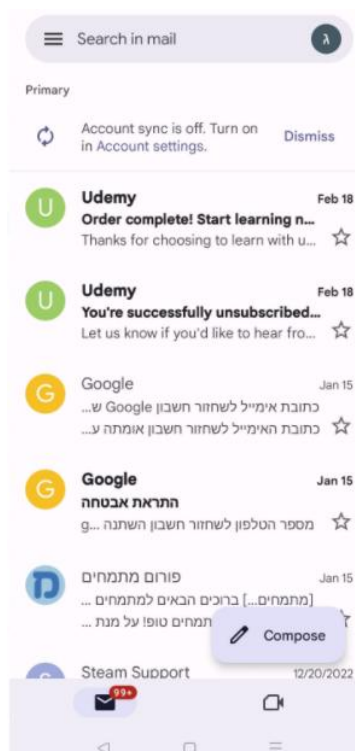 Search in mail
ג
Primary
Account sync is off. Turn on
in Account settings.
Dismiss
U
Udemy
Feb 18
Order complete! Start learning n...
Thanks for choosing to learn with u...
U
Udemy
Feb 18
You're successfully unsubscribed...
Let us know if you'd like to hear fro...
G
Google
Jan 15
כתובת אימייל לשחזור חשבון Google ש...
כתובת האימייל לשחזור חשבון אומתה ע...
G
Google
Jan 15
התראת אבטחה
מספר הטלפון לשחזור חשבון השתנה g...
פורום מתמחים
Jan 15
[מתמחים...] ברוכים הבאים למתמחים ...
תמחים טופ! על מנת ...
Compose
S
Steam Support
12/20/2022
99+